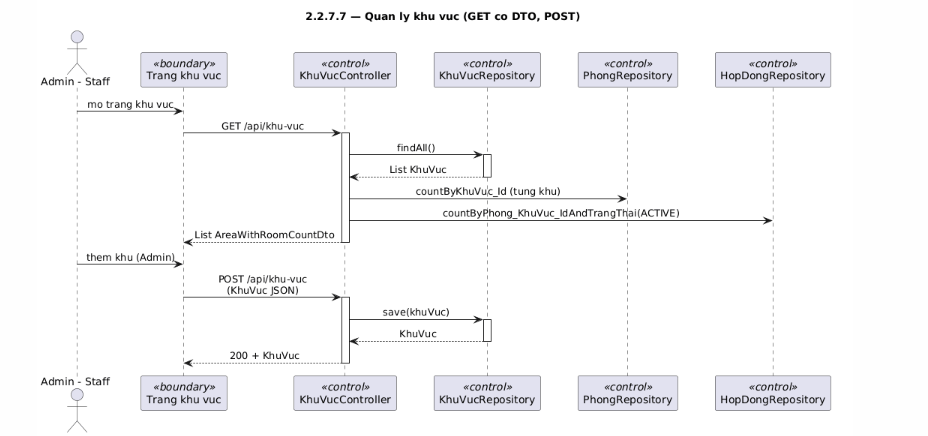 2.2.7.7 — Quan ly khu vuc (GET co DTO, POST)
Admin - Staff
«boundary»
Trang khu vuc
«control»
KhuVucController
«control»
KhuVucRepository
«control»
PhongRepository
«control»
HopDongRepository
mo trang khu vuc
GET /api/khu-vuc
findAll()
List KhuVuc
countByKhuVuc_Id (tung khu)
countByPhong_KhuVuc_IdAndTrangThai(ACTIVE)
List AreaWithRoomCountDto
them khu (Admin)
POST /api/khu-vuc
(KhuVuc JSON)
save(khuVuc)
KhuVuc
200 + KhuVuc
Admin - Staff
«boundary»
Trang khu vuc
«control»
KhuVucController
«control»
KhuVucRepository
«control»
PhongRepository
«control»
HopDongRepository